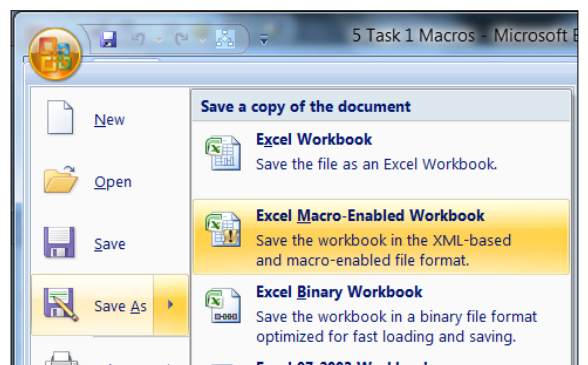 5 Task 1 Macros - Microsoft E
Save a copy of the document
New
Excel Workbook
Save the file as an Excel Workbook.
Open
Excel Macro-Enabled Workbook
Save the workbook in the XML-based
and macro-enabled file format.
Save
Excel Binary Workbook
Save the workbook in a binary file format
optimized for fast loading and saving.
Save As